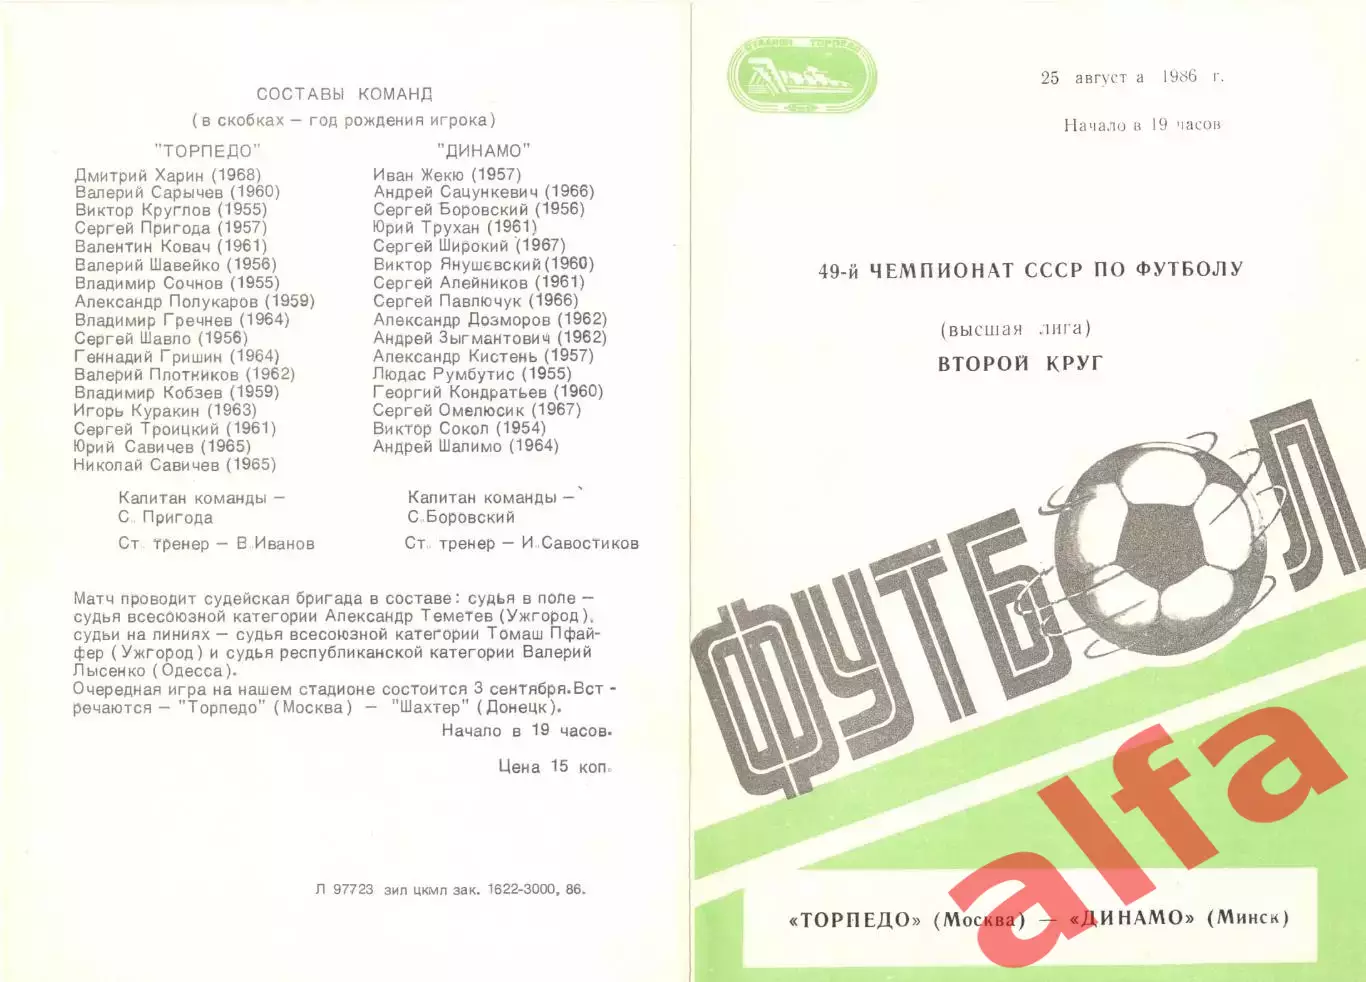 СОСТАВЫ КОМАНД
(в скобках – год рождения игрока)
"ТОРПЕДО"
Дмитрий Харин (1968)
Валерий Сарычев (1960)
Виктор Круглов (1955)
Сергей Пригода (1957)
Валентин Ковач (1961)
Валерий Шавейко (1956)
Владимир Сочнов (1955)
Александр Полукаров (1959)
Владимир Гречнев (1964)
Сергей Шавло (1956)
Геннадий Гришин (1964)
Валерий Плотников (1962)
Владимир Кобзев (1959)
Игорь Куракин (1963)
Сергей Троицкий (1961)
Юрий Савичев (1965)
Николай Савичев (1965)
Капитан команды –
С. Пригода
Ст. тренер – В. Иванов
"ДИНАМО"
Иван Жекю (1957)
Андрей Сацункевич (1966)
Сергей Боровский (1956)
Юрий Трухан (1961)
Сергей Широкий (1967)
Виктор Янушевский (1960)
Сергей Алейников (1961)
Сергей Павлючук (1966)
Александр Дозморов (1962)
Андрей Зыгмантович (1962)
Александр Кистень (1957)
Людас Румбутис (1955)
Георгий Кондратьев (1960)
Сергей Омелюсик (1967)
Виктор Сокол (1954)
Андрей Шалимо (1964)
Капитан команды –
С. Боровский
Ст. тренер – И. Савостиков
Матч проводит судейская бригада в составе: судья в поле –
судья всесоюзной категории Александр Теметев (Ужгород),
судьи на линиях – судья всесоюзной категории Томаш Пфай-
фер (Ужгород) и судья республиканской категории Валерий
Лысенко (Одесса).
Очередная игра на нашем стадионе состоится 3 сентября. Вст-
речаются – "Торпедо" (Москва) – "Шахтер" (Донецк).
Начало в 19 часов.
Цена 15 коп.
Л 97723 зил цкмл зак. 1622-3000, 86.
СТАДИОН ТОРПЕДО
25 августа 1986 г.
Начало в 19 часов
49-й ЧЕМПИОНАТ СССР ПО ФУТБОЛУ
(высшая лига)
ВТОРОЙ КРУГ
ФУТБОЛ
«ТОРПЕДО» (Москва) — «ДИНАМО» (Минск)
alfa